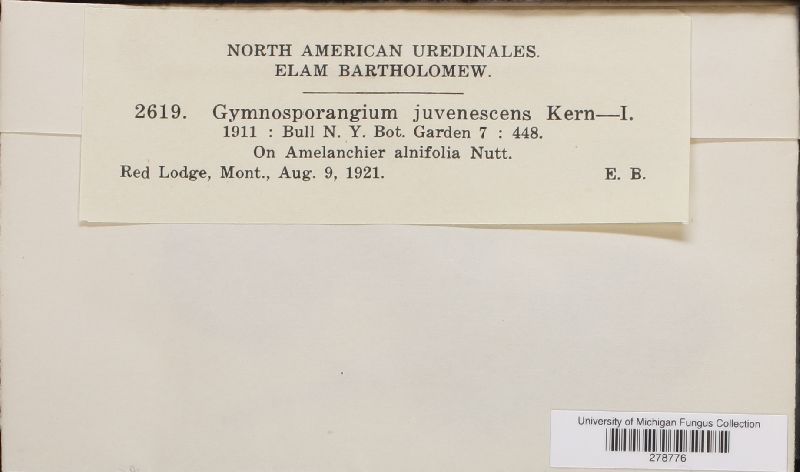 NORTH AMERICAN UREDINALES.
ELAM BARTHOLOMEW.
2619. Gymnosporangium juvenescens Kern—I.
1911 : Bull N. Y. Bot. Garden 7 : 448.
On Amelanchier alnifolia Nutt.
Red Lodge, Mont., Aug. 9, 1921. E. B.
University of Michigan Fungus Collection
278776